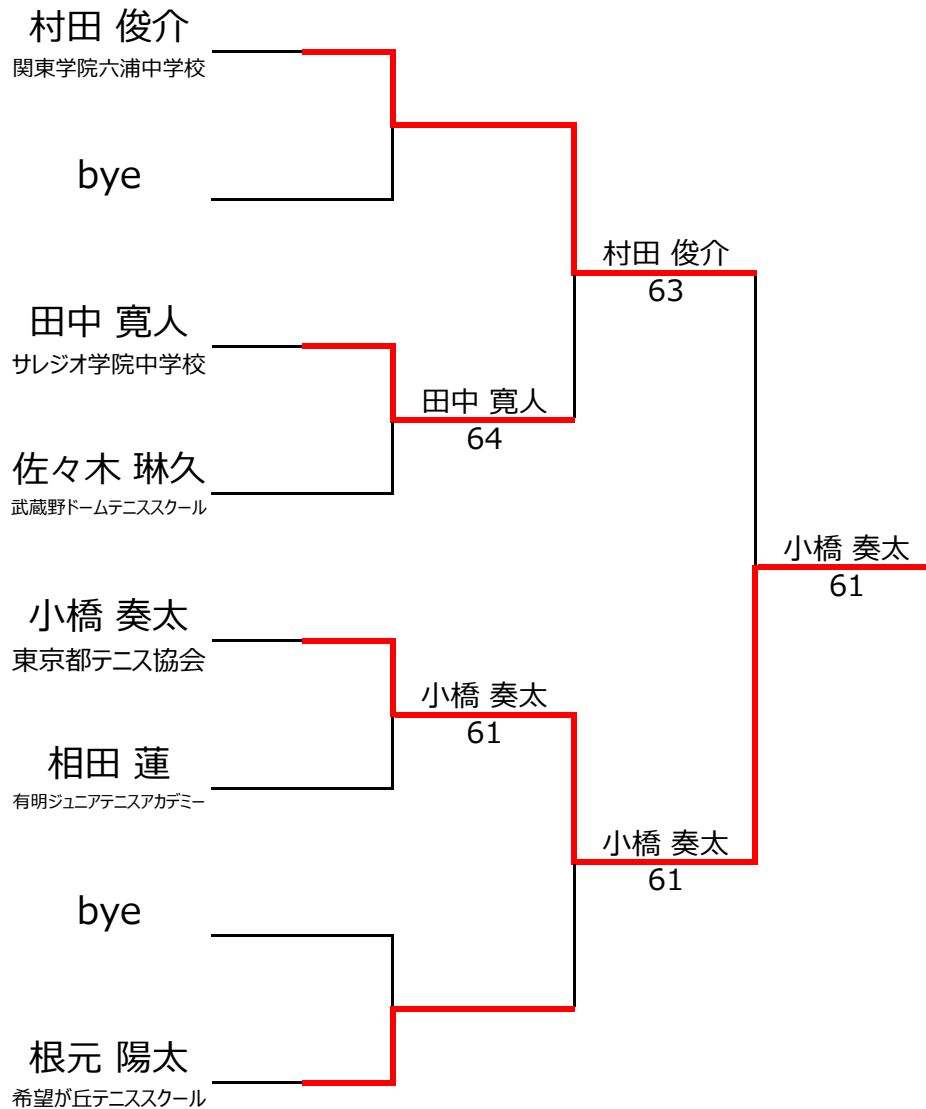 村田 俊介
関東学院六浦中学校
bye
田中 寛人
サレジオ学院中学校
佐々木 琳久
武蔵野ドームテニススクール
小橋 奏太
東京都テニス協会
相田 蓮
有明ジュニアテニスアカデミー
bye
根元 陽太
希望が丘テニススクール
田中 寛人
64
小橋 奏太
61
村田 俊介
63
小橋 奏太
61
小橋 奏太
61